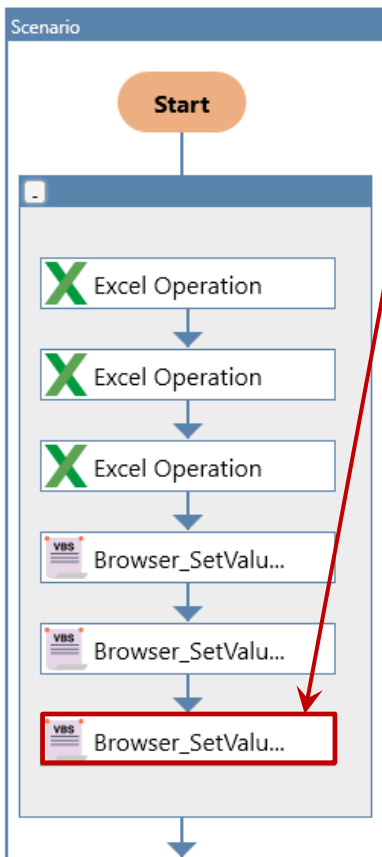 Scenario
Start
-
Excel Operation
Excel Operation
Excel Operation
VBS
Browser_SetValu...
VBS
Browser_SetValu...
VBS
Browser_SetValu...